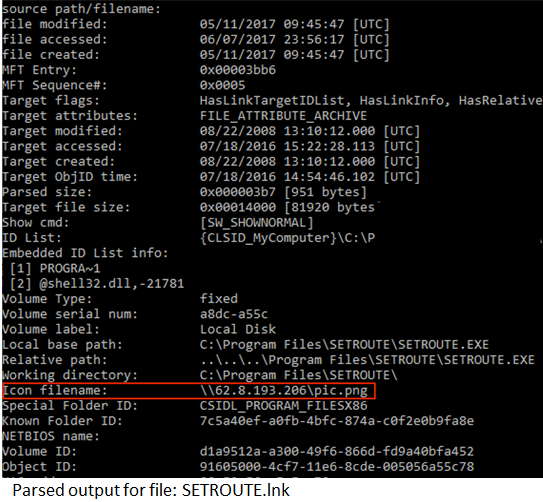 source path/filename:
file modified: 05/11/2017 09:45:47 [UTC]
file accessed: 06/07/2017 23:56:17 [UTC]
file created: 05/11/2017 09:45:47 [UTC]
MFT Entry: 0x00003bb6
MFT Sequence#: 0x0005
Target flags: HasLinkTargetIDList, HasLinkInfo, HasRelative
Target attributes: FILE_ATTRIBUTE_ARCHIVE
Target modified: 08/22/2008 13:10:12.000 [UTC]
Target accessed: 07/18/2016 15:22:28.113 [UTC]
Target created: 08/22/2008 13:10:12.000 [UTC]
Target ObjID time: 07/18/2016 14:54:46.102 [UTC]
Parsed size: 0x000003b7 [951 bytes]
Target file size: 0x00014000 [81920 bytes
Show cmd: [SW_SHOWNORMAL]
ID List: {CLSID_MyComputer}\C:\P
Embedded ID List info:
[1] PROGRA~1
[2] @shell32.dll,-21781
Volume Type: fixed
Volume serial num: a8dc-a55c
Volume label: Local Disk
Local base path: C:\Program Files\SETROUTE\SETROUTE.EXE
Relative path: ..\..\..\Program Files\SETROUTE\SETROUTE.EXE
Working directory: C:\Program Files\SETROUTE\
Icon filename: \\62.8.193.206\pic.png
Special Folder ID: CSIDL_PROGRAM_FILESX86
Known Folder ID: 7c5a40ef-a0fb-4bfc-874a-c0f2e0b9fa8e
NETBIOS name:
Volume ID: d1a9512a-a300-49f6-866d-fd9a40bfa452
Object ID: 91605000-4cf7-11e6-8cde-005056a55c78
Parsed output for file: SETROUTE.lnk